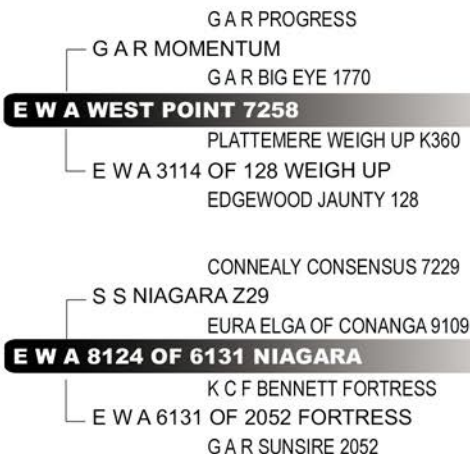 G A R PROGRESS
G A R MOMENTUM
G A R BIG EYE 1770
E W A WEST POINT 7258
PLATTEMERE WEIGH UP K360
E W A 3114 OF 128 WEIGH UP
EDGEWOOD JAUNTY 128
CONNEALY CONSENSUS 7229
S S NIAGARA Z29
EURA ELGA OF CONANGA 9109
E W A 8124 OF 6131 NIAGARA
K C F BENNETT FORTRESS
E W A 6131 OF 2052 FORTRESS
G A R SUNSIRE 2052